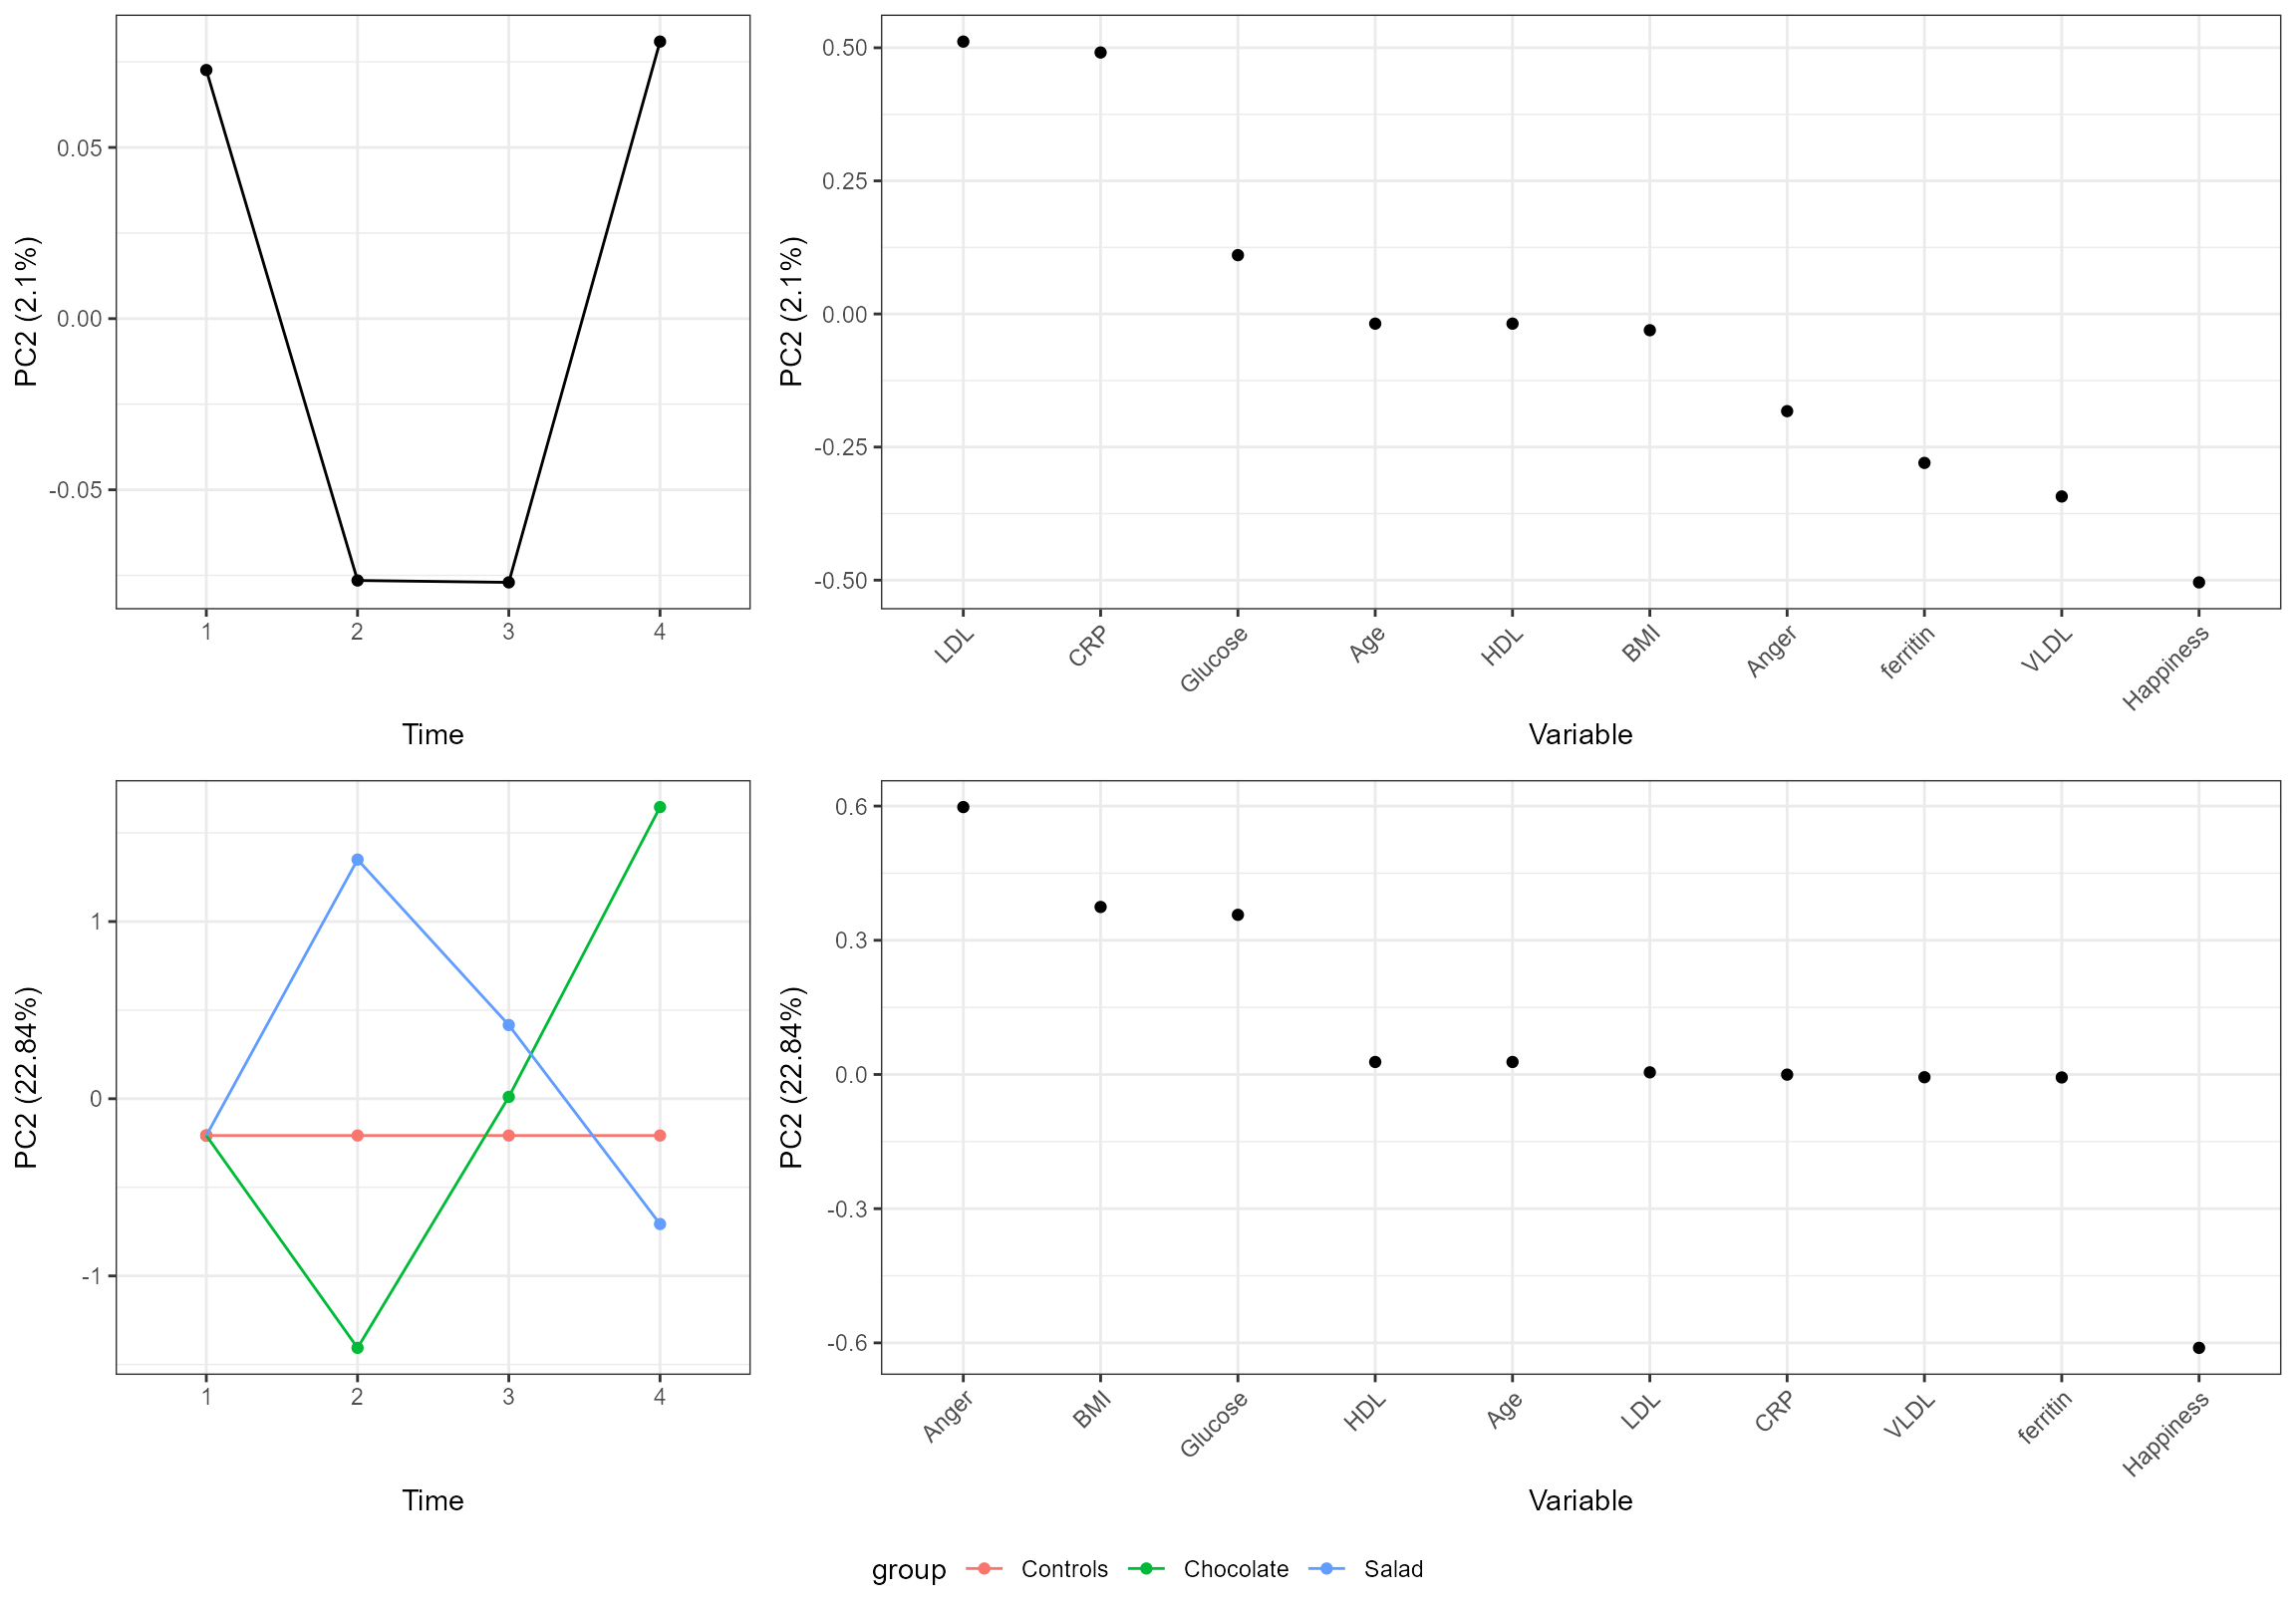 PC2 (2.1%)
0.05
0.00
-0.05
1 2 3 4
Time
PC2 (2.1%)
0.50
0.25
0.00
-0.25
-0.50
LDL CRP Glucose Age HDL BMI Anger ferritin VLDL Happiness
Variable
PC2 (22.84%)
1
0
-1
1 2 3 4
Time
PC2 (22.84%)
0.6
0.3
0.0
-0.3
-0.6
Anger BMI Glucose HDL Age LDL CRP VLDL ferritin Happiness
Variable
group Controls Chocolate Salad